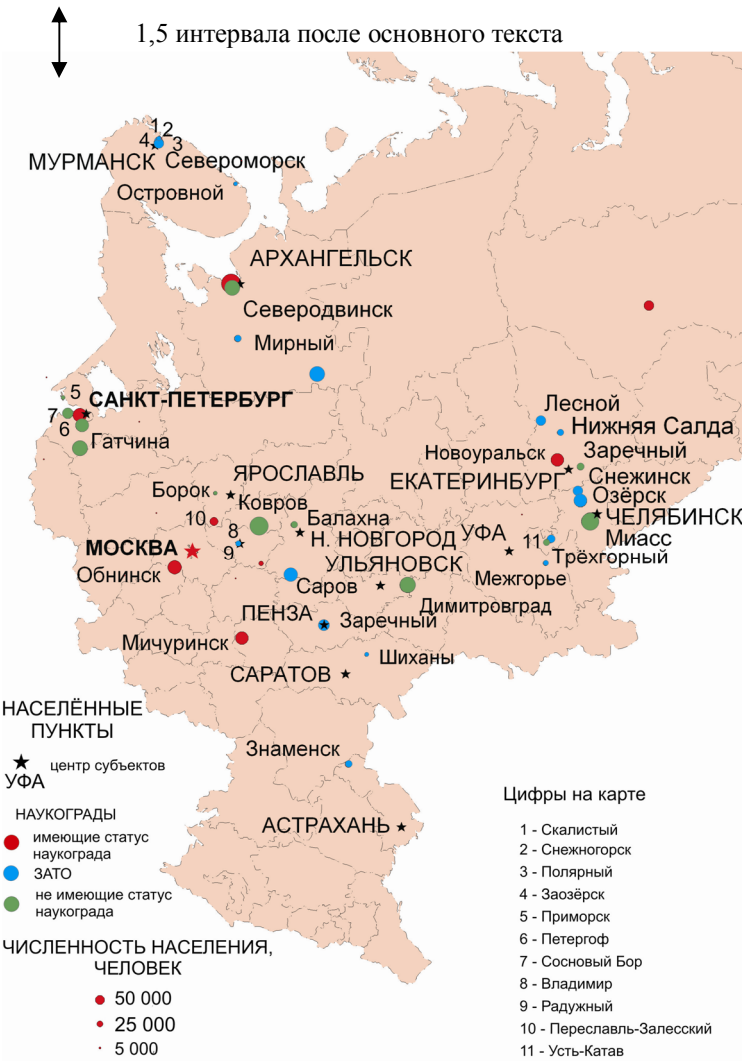 1,5 интервала после основного текста
1
2
4
3
МУРМАНСК
Североморск
Островной
АРХАНГЕЛЬСК
Северодвинск
Мирный
5
САНКТ-ПЕТЕРБУРГ
7
6
Гатчина
Лесной
Нижняя Салда
Новоуральск
Заречный
ЕКАТЕРИНБУРГ
Снежинск
Озёрск
ЧЕЛЯБИНСК
Миасс
ЯРОСЛАВЛЬ
Борок
Ковров
10
Балахна
8
Н. НОВГОРОД
УФА
11
МОСКВА
9
Трёхгорный
Обнинск
УЛЬЯНОВСК
Межгорье
Саров
Димитровград
ПЕНЗА
Заречный
Мичуринск
Шиханы
САРАТОВ
Знаменск
АСТРАХАНЬ
НАСЕЛЁННЫЕ
ПУНКТЫ
центр субъектов
УФА
НАУКОГРАДЫ
имеющие статус
наукограда
ЗАТО
не имеющие статус
наукограда
ЧИСЛЕННОСТЬ НАСЕЛЕНИЯ,
ЧЕЛОВЕК
50 000
25 000
5 000
Цифры на карте
1 - Скалистый
2 - Снежногорск
3 - Полярный
4 - Заозёрск
5 - Приморск
6 - Петергоф
7 - Сосновый Бор
8 - Владимир
9 - Радужный
10 - Переславль-Залесский
11 - Усть-Катав